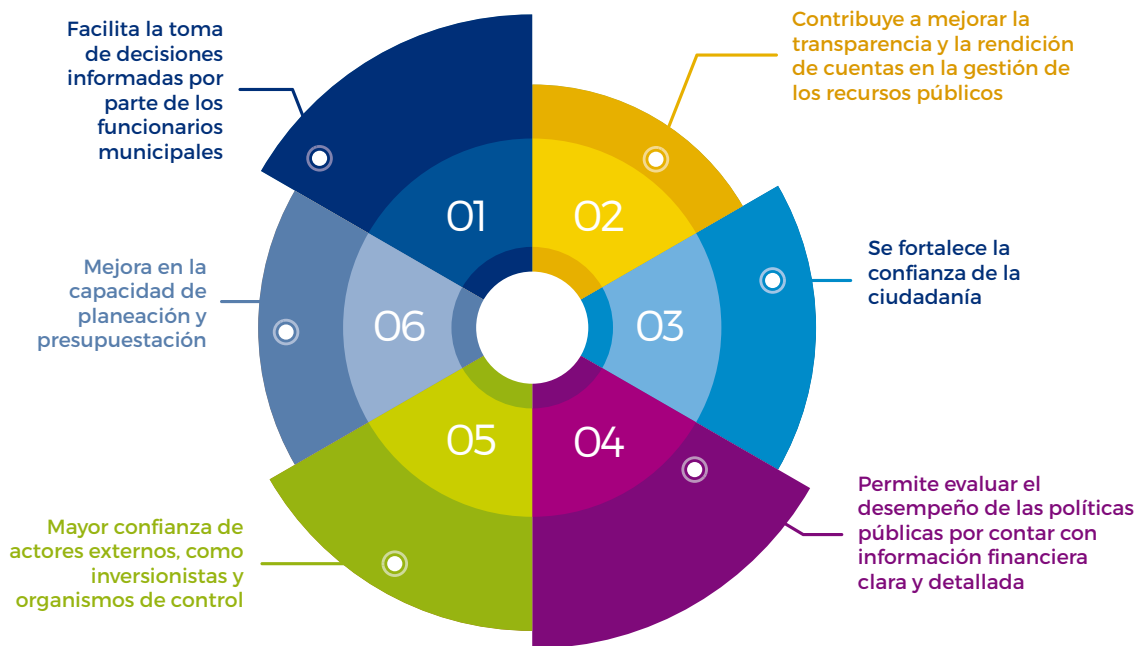 Facilita la toma
de decisiones
informadas por
parte de los
funcionarios
municipales
01
Contribuye a mejorar la
transparencia y la rendición
de cuentas en la gestión de
los recursos públicos
02
Se fortalece la
confianza de la
ciudadanía
03
Permite evaluar el
desempeño de las políticas
públicas por contar con
información financiera
clara y detallada
04
Mayor confianza de
actores externos, como
inversionistas y
organismos de control
05
Mejora en la
capacidad de
planeación y
presupuestación
06